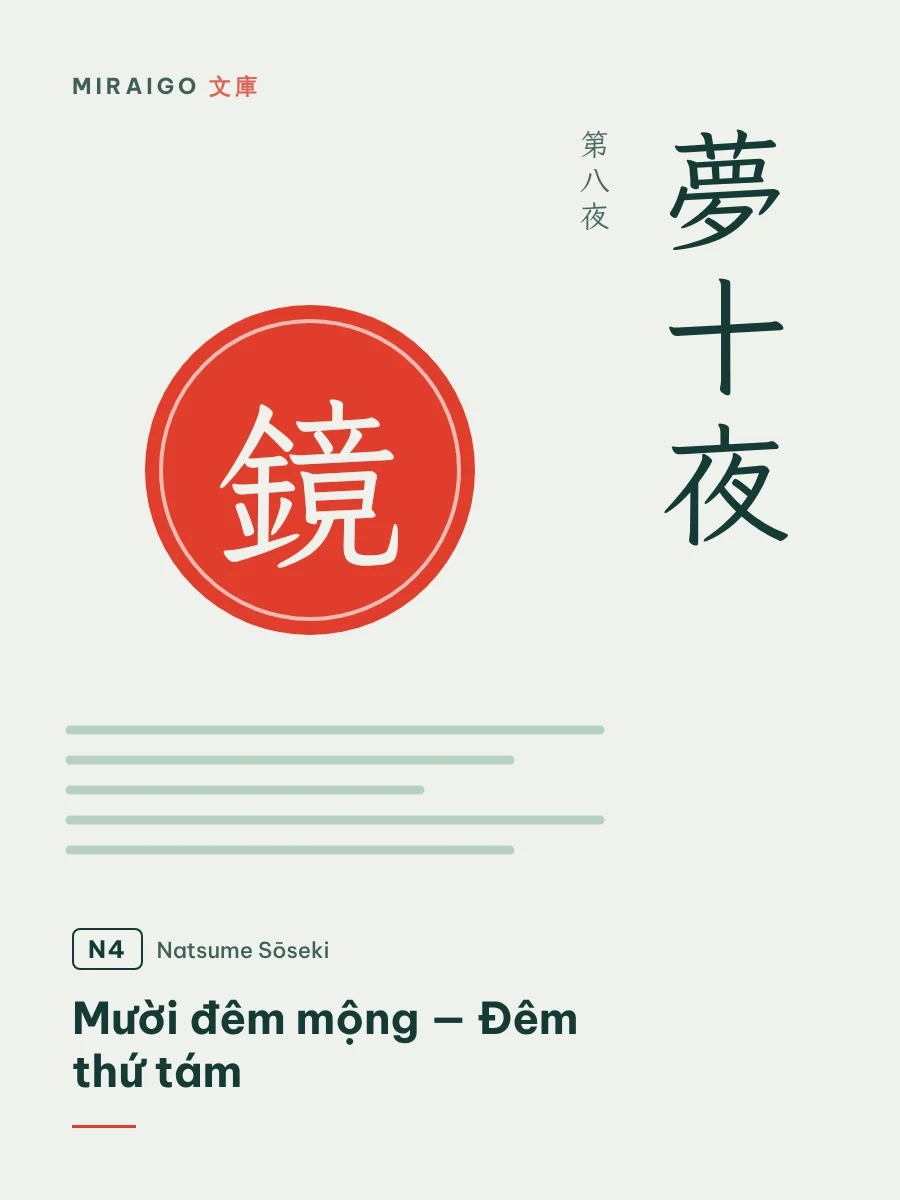 MIRAIGO 文庫
夢十夜
第八夜
鏡
N4 Natsume Sōseki
Mười đêm mộng — Đêm
thứ tám